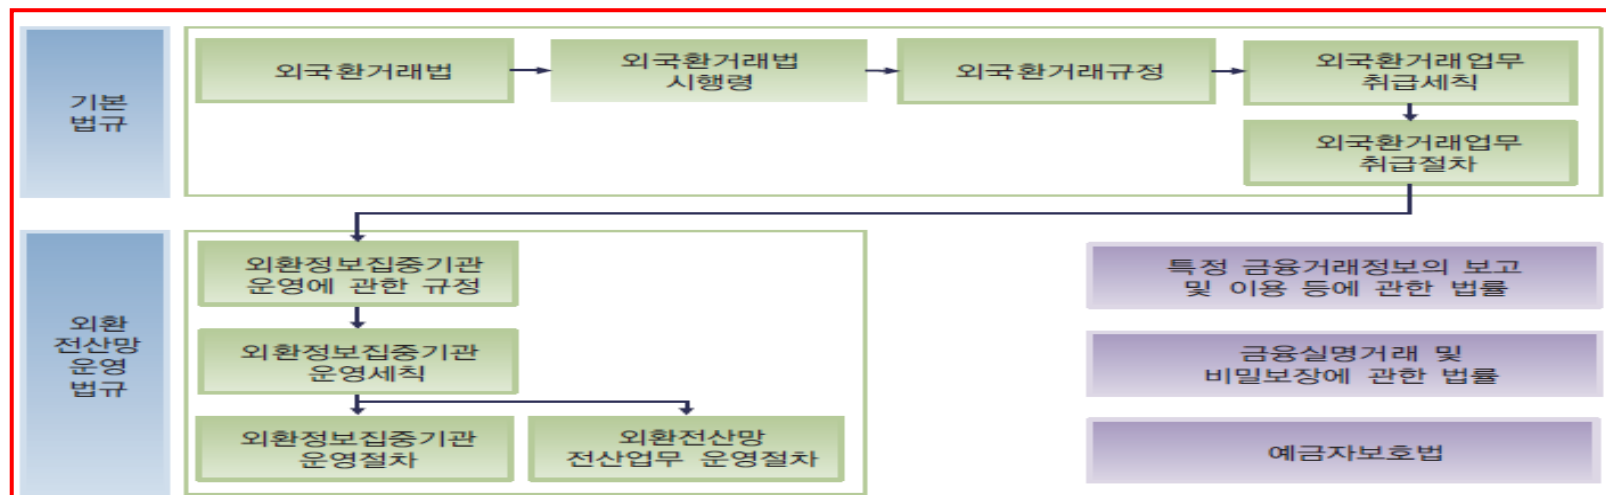 기본
법규
외국환거래법
외국환거래법
시행령
외국환거래규정
외국환거래업무
취급세칙
외국환거래업무
취급절차
외환
전산망
운영
법규
외환정보집중기관
운영에 관한 규정
외환정보집중기관
운영세칙
외환정보집중기관
운영절차
외환전산망
전산업무 운영절차
특정 금융거래정보의 보고
및 이용 등에 관한 법률
금융실명거래 및
비밀보장에 관한 법률
예금자보호법